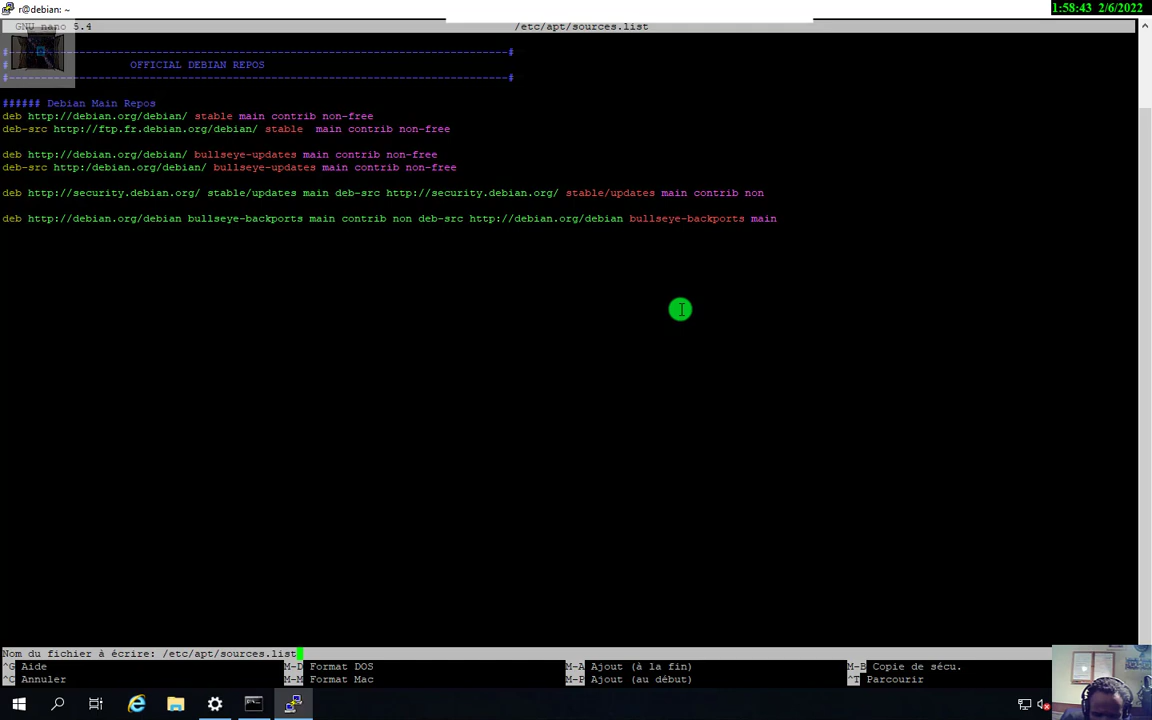 r@debian: ~
1:58:43 2/6/2022
GNU nano 5.4 /etc/apt/sources.list
#------------------------------------------------------------------------------#
# OFFICIAL DEBIAN REPOS
#------------------------------------------------------------------------------#
###### Debian Main Repos
deb http://debian.org/debian/ stable main contrib non-free
deb-src http://ftp.fr.debian.org/debian/ stable  main contrib non-free
deb http://debian.org/debian/ bullseye-updates main contrib non-free
deb-src http:/debian.org/debian/ bullseye-updates main contrib non-free
deb http://security.debian.org/ stable/updates main deb-src http://security.debian.org/ stable/updates main contrib non
deb http://debian.org/debian bullseye-backports main contrib non deb-src http://debian.org/debian bullseye-backports main
Nom du fichier à écrire: /etc/apt/sources.list
^G Aide M-D Format DOS M-A Ajout (à la fin) M-B Copie de sécu.
^C Annuler M-M Format Mac M-P Ajout (au début) ^T Parcourir